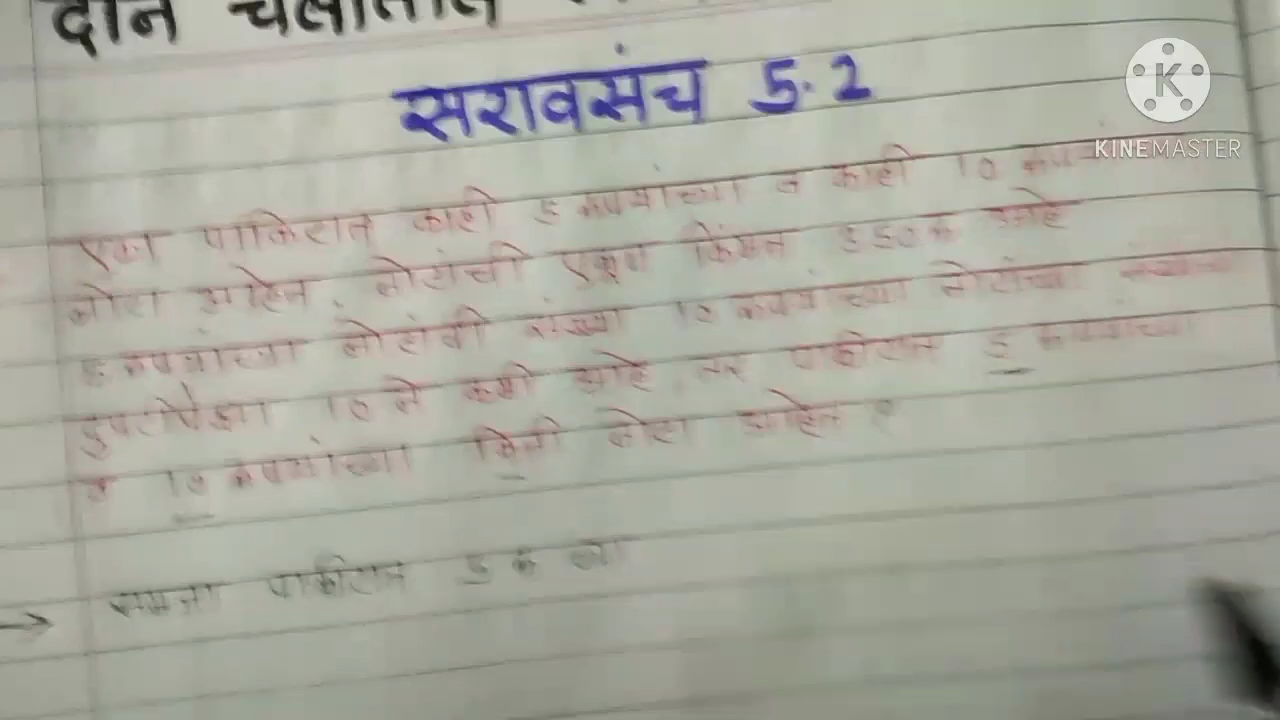 दोन चलांतील
सरावसंच 5.2
KINEMASTER
एका पाकिटात काही 5 रुपयांच्या व काही 10 रुपयांच्या
नोटा आहेत. नोटांची एकूण किंमत 350 रु आहे
5 रुपयांच्या नोटांची संख्या 10 रुपयांच्या नोटांच्या संख्येच्या
दुपटीपेक्षा 10 ने कमी आहे, तर पाकीटात 5 रुपयांच्या
व 10 रुपयांच्या किती नोटा आहेत ?
→ समजा पाकीटात 5 रु च्या